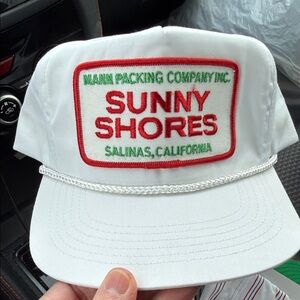 MANN PACKING COMPANY INC.
SUNNY
SHORES
SALINAS, CALIFORNIA